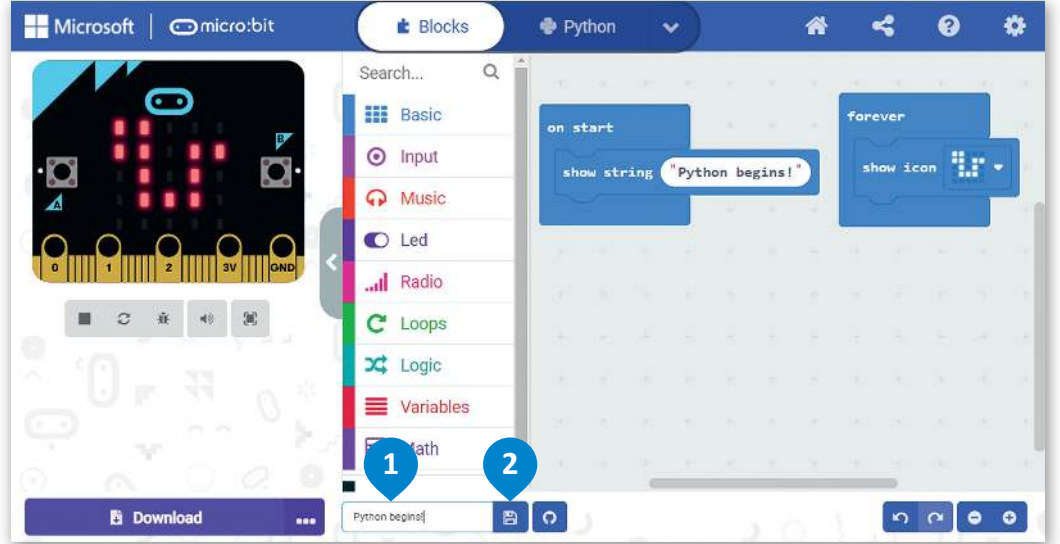 Microsoft | micro:bit
Blocks
Python
Search...
Basic
Input
Music
Led
Radio
Loops
Logic
Variables
Math
B
A
0 1 2 3V GND
on start
show string "Python begins!"
forever
show icon
1
2
Download
Python begins!